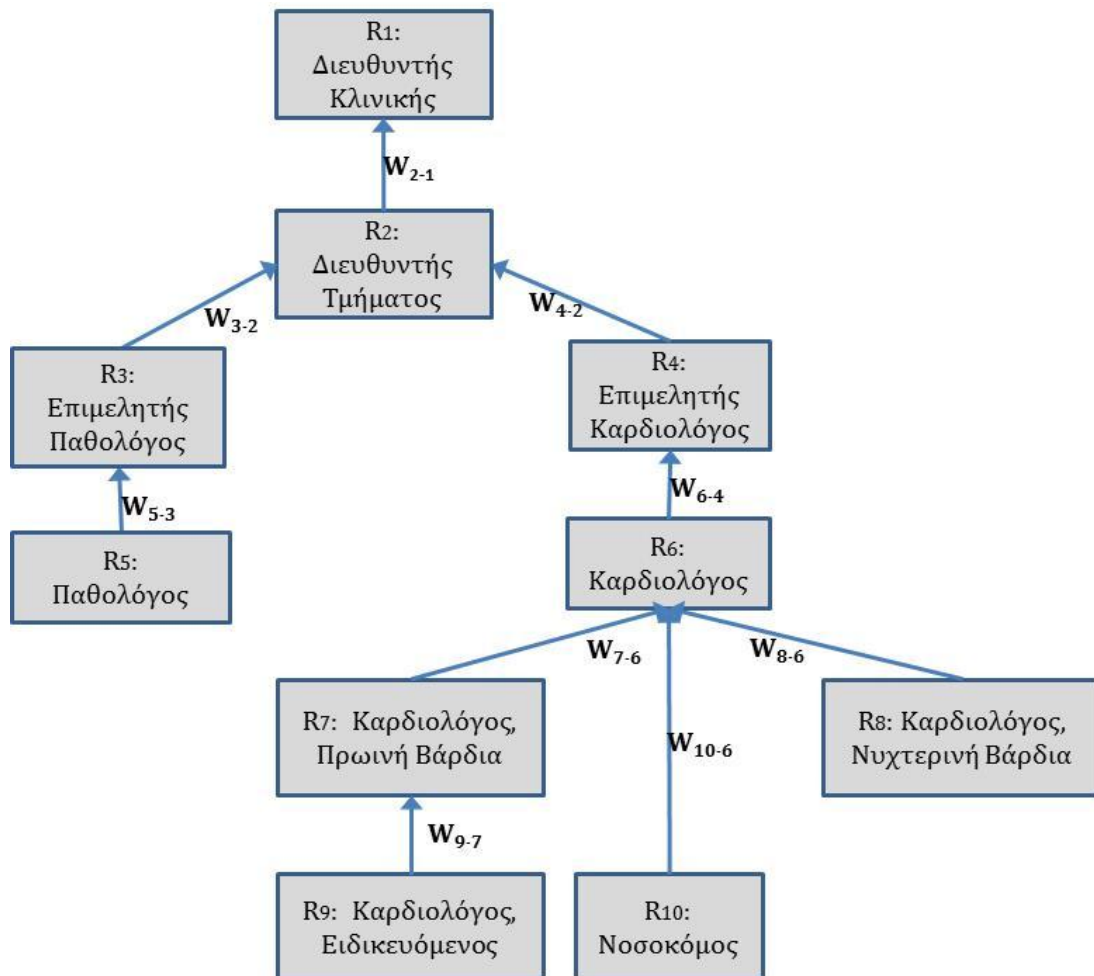 R1:
Διευθυντής
Κλινικής
W2-1
R2:
Διευθυντής
Τμήματος
W3-2
W4-2
R3:
Επιμελητής
Παθολόγος
R4:
Επιμελητής
Καρδιολόγος
W5-3
W6-4
R5:
Παθολόγος
R6:
Καρδιολόγος
W7-6
W8-6
R7: Καρδιολόγος,
Πρωινή Βάρδια
W10-6
R8: Καρδιολόγος,
Νυχτερινή Βάρδια
W9-7
R9: Καρδιολόγος,
Ειδικευόμενος
R10:
Νοσοκόμος